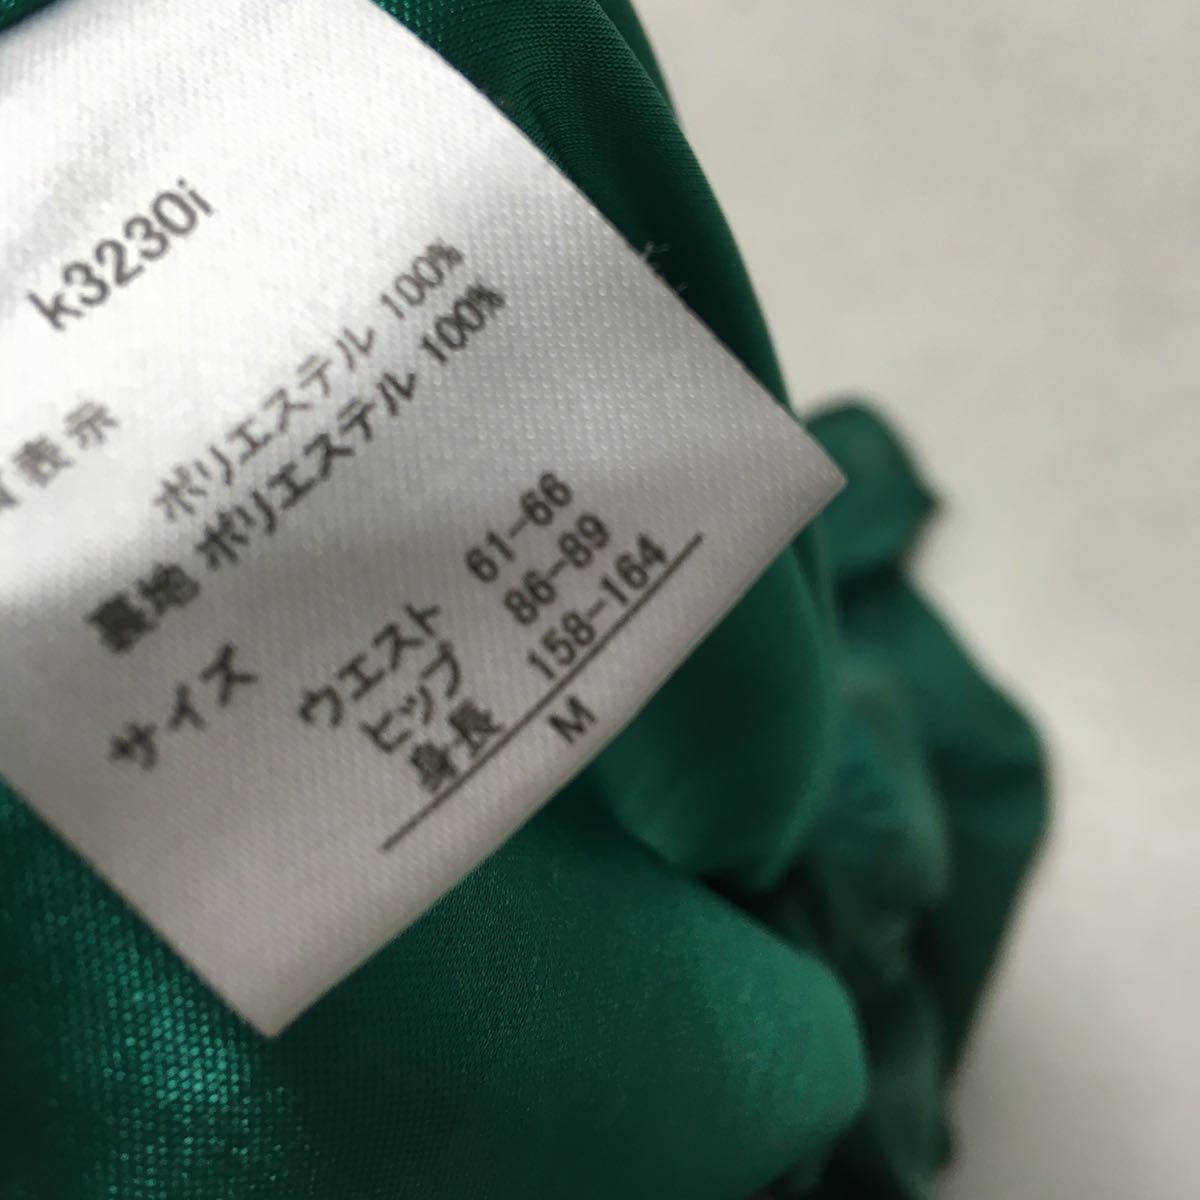 k3230i
表示
ポリエステル 100%
裏地 ポリエステル 100%
サイズ
ウエスト 61-66
ヒップ 86-89
身長 158-164
M